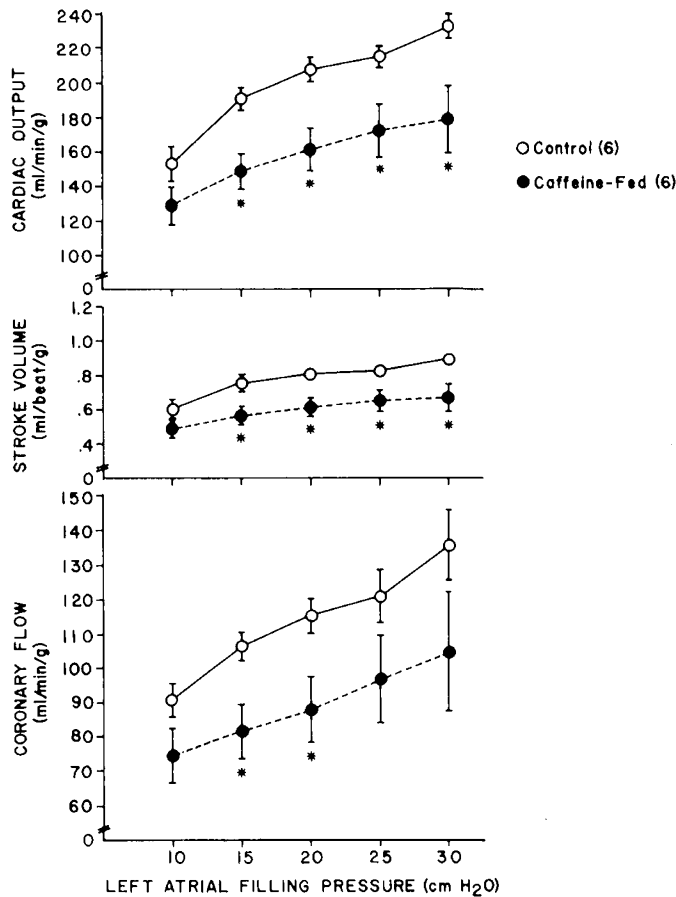 240
220
200
180
160
140
120
100
0
CARDIAC OUTPUT
(ml/min/g)
* * * *
○ Control (6)
● Caffeine-Fed (6)
1.2
1.0
.8
.6
.4
0
STROKE VOLUME
(ml/beat/g)
* * * *
150
140
130
120
110
100
90
80
70
60
0
CORONARY FLOW
(ml/min/g)
* *
10 15 20 25 30
LEFT ATRIAL FILLING PRESSURE (cm H₂O)